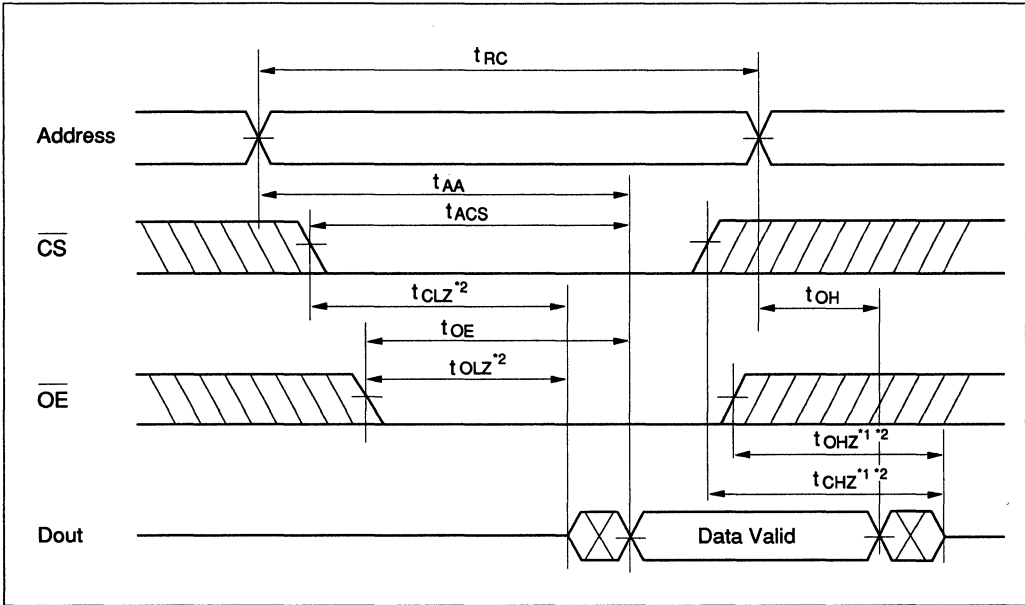 tRC
Address
tAA
tACS
CS
tCLZ*2
tOH
tOE
tOLZ*2
OE
tOHZ*1 *2
tCHZ*1 *2
Dout
Data Valid